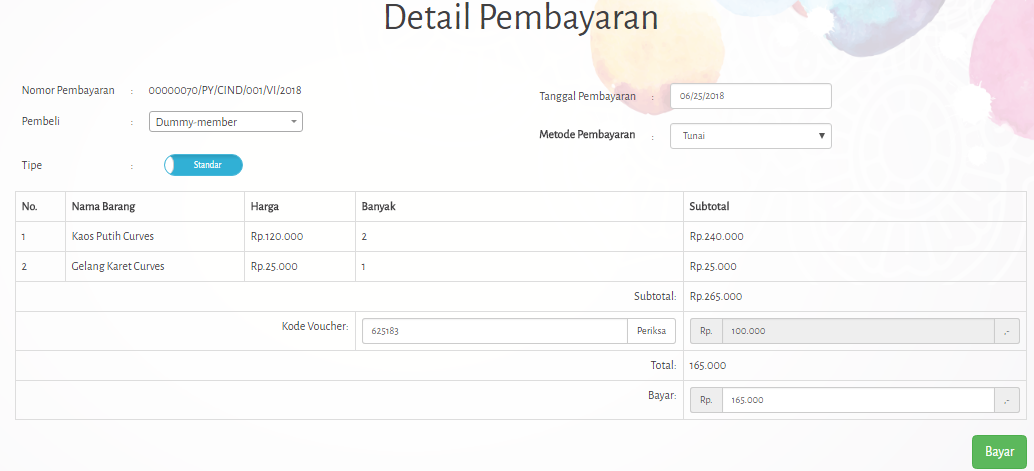 Detail Pembayaran
Nomor Pembayaran : 00000070/PY/CIND/001/VI/2018
Tanggal Pembayaran : 06/25/2018
Pembeli : Dummy-member
Metode Pembayaran : Tunai
Tipe : Standar
No. Nama Barang Harga Banyak Subtotal
1 Kaos Putih Curves Rp.120.000 2 Rp.240.000
2 Gelang Karet Curves Rp.25.000 1 Rp.25.000
Subtotal: Rp.265.000
Kode Voucher: 625183 Periksa Rp. 100.000 ,-
Total: 165.000
Bayar: Rp. 165.000 ,-
Bayar